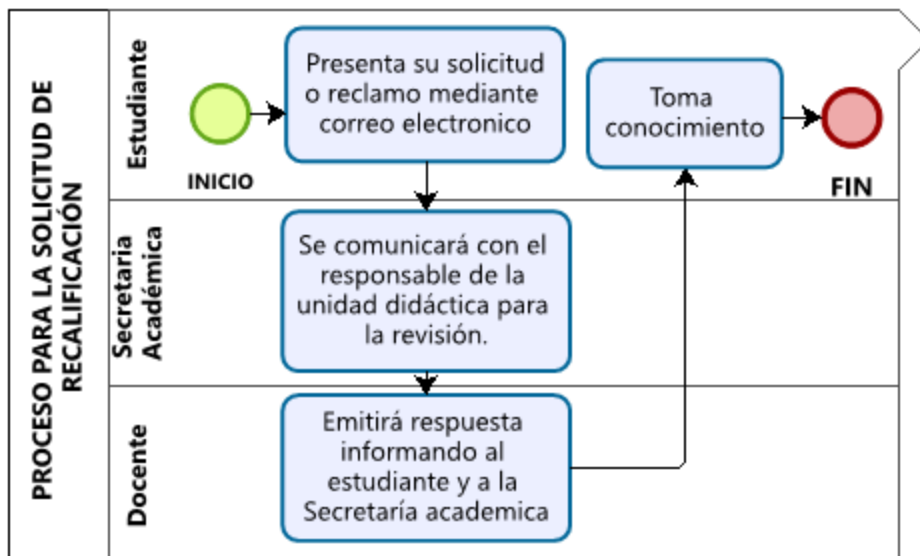 PROCESO PARA LA SOLICITUD DE
RECALIFICACIÓN
Estudiante
INICIO
Presenta su solicitud
o reclamo mediante
correo electronico
Toma
conocimiento
FIN
Secretaria
Académica
Se comunicará con el
responsable de la
unidad didáctica para
la revisión.
Docente
Emitirá respuesta
informando al
estudiante y a la
Secretaría academica